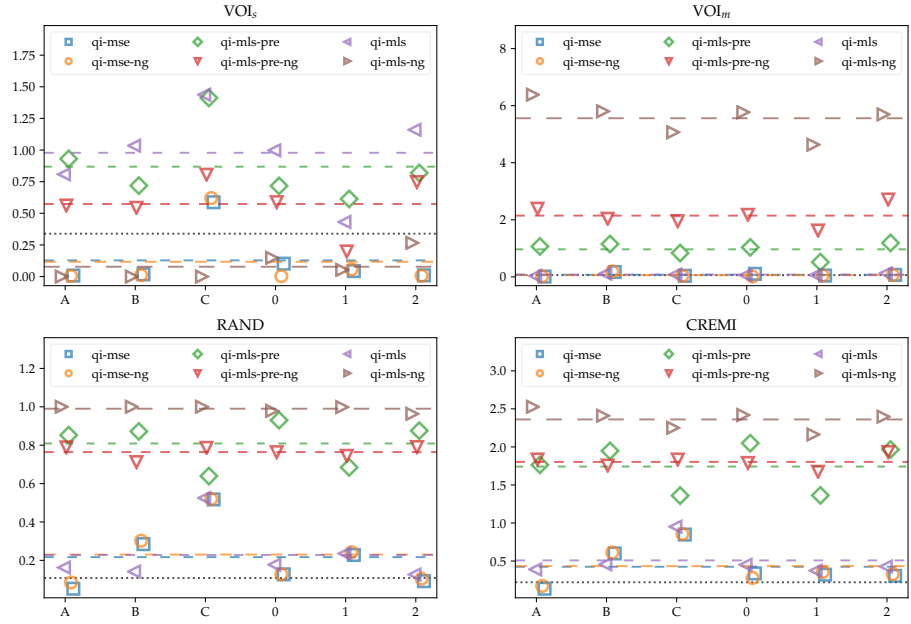 VOIₛ
qi-mse qi-mls-pre qi-mls
qi-mse-ng qi-mls-pre-ng qi-mls-ng
1.75
1.50
1.25
1.00
0.75
0.50
0.25
0.00
A B C 0 1 2
VOIₘ
qi-mse qi-mls-pre qi-mls
qi-mse-ng qi-mls-pre-ng qi-mls-ng
8
6
4
2
0
A B C 0 1 2
RAND
qi-mse qi-mls-pre qi-mls
qi-mse-ng qi-mls-pre-ng qi-mls-ng
1.2
1.0
0.8
0.6
0.4
0.2
A B C 0 1 2
CREMI
qi-mse qi-mls-pre qi-mls
qi-mse-ng qi-mls-pre-ng qi-mls-ng
3.0
2.5
2.0
1.5
1.0
0.5
A B C 0 1 2